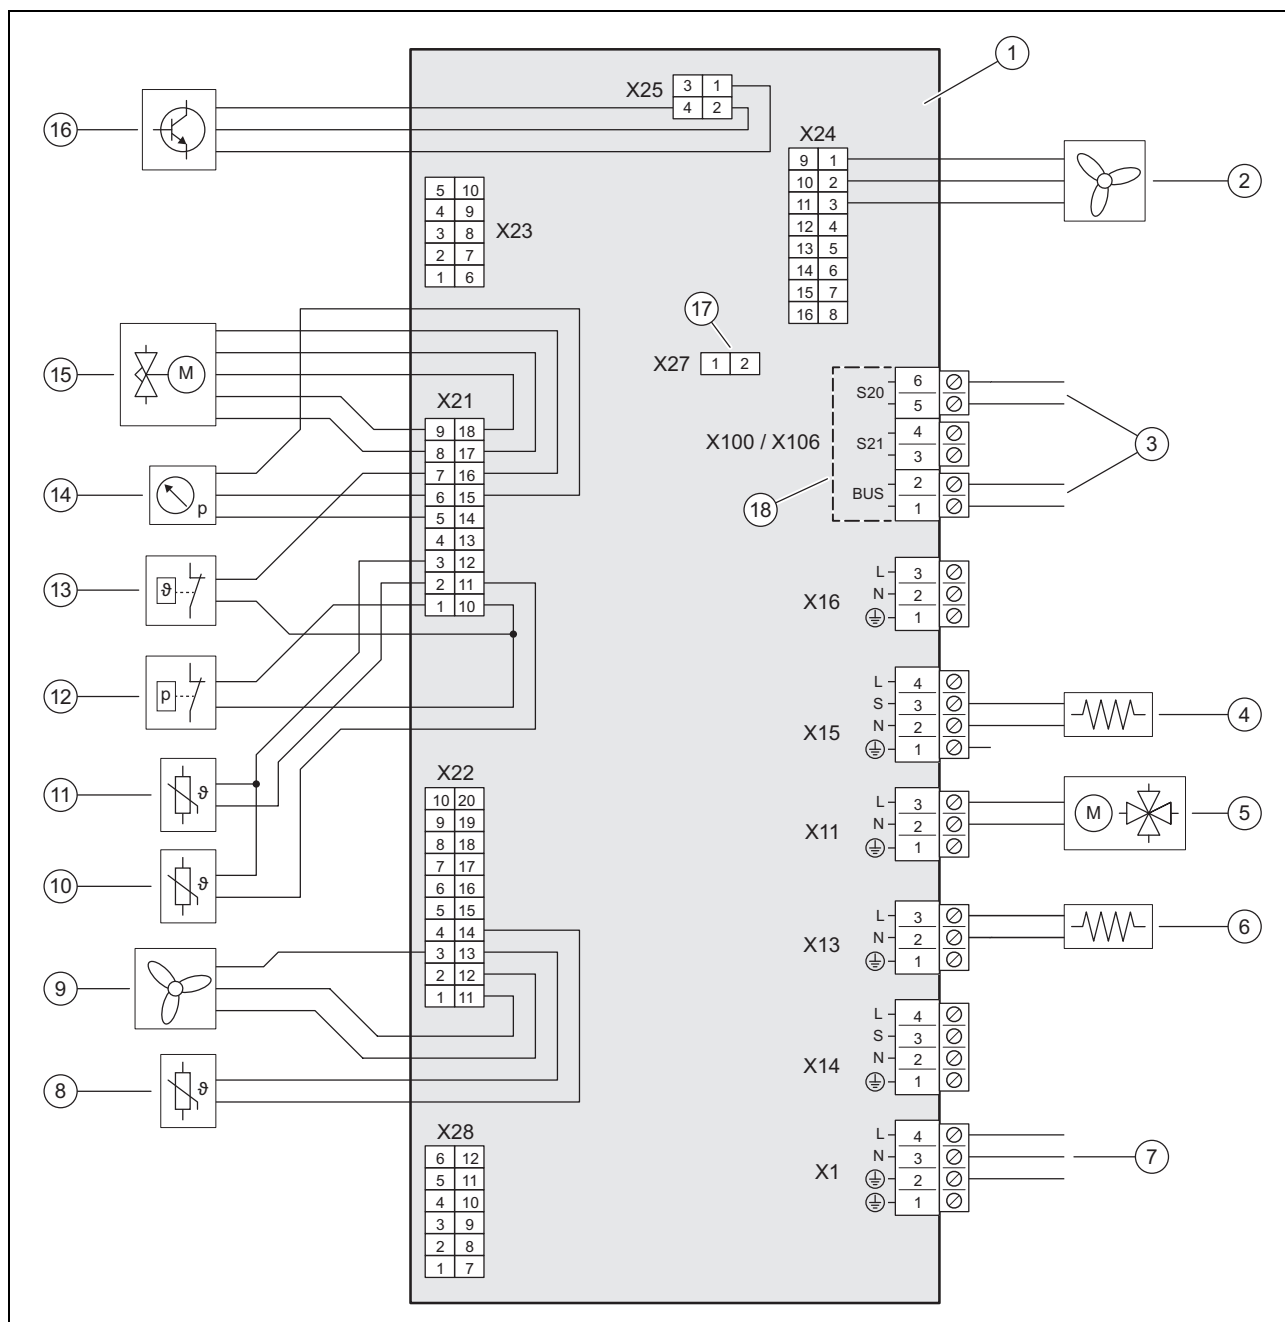 1
X25
3 1
4 2
16
X24
9 1
10 2
11 3
12 4
13 5
14 6
15 7
16 8
2
5 10
4 9
3 8
2 7
1 6
X23
17
X27
1 2
15
M
X21
9 18
8 17
7 16
6 15
5 14
4 13
3 12
2 11
1 10
X100 / X106
S20
6
5
S21
4
3
BUS
2
1
3
18
14
p
13
ϑ
X16
L 3
N 2
1
12
p
X15
L 4
S 3
N 2
1
4
11
ϑ
X22
10 20
9 19
8 18
7 17
6 16
5 15
4 14
3 13
2 12
1 11
X11
L 3
N 2
1
M
5
10
ϑ
X13
L 3
N 2
1
6
9
X14
L 4
S 3
N 2
1
8
ϑ
X28
6 12
5 11
4 10
3 9
2 8
1 7
X1
L 4
N 3
2
1
7